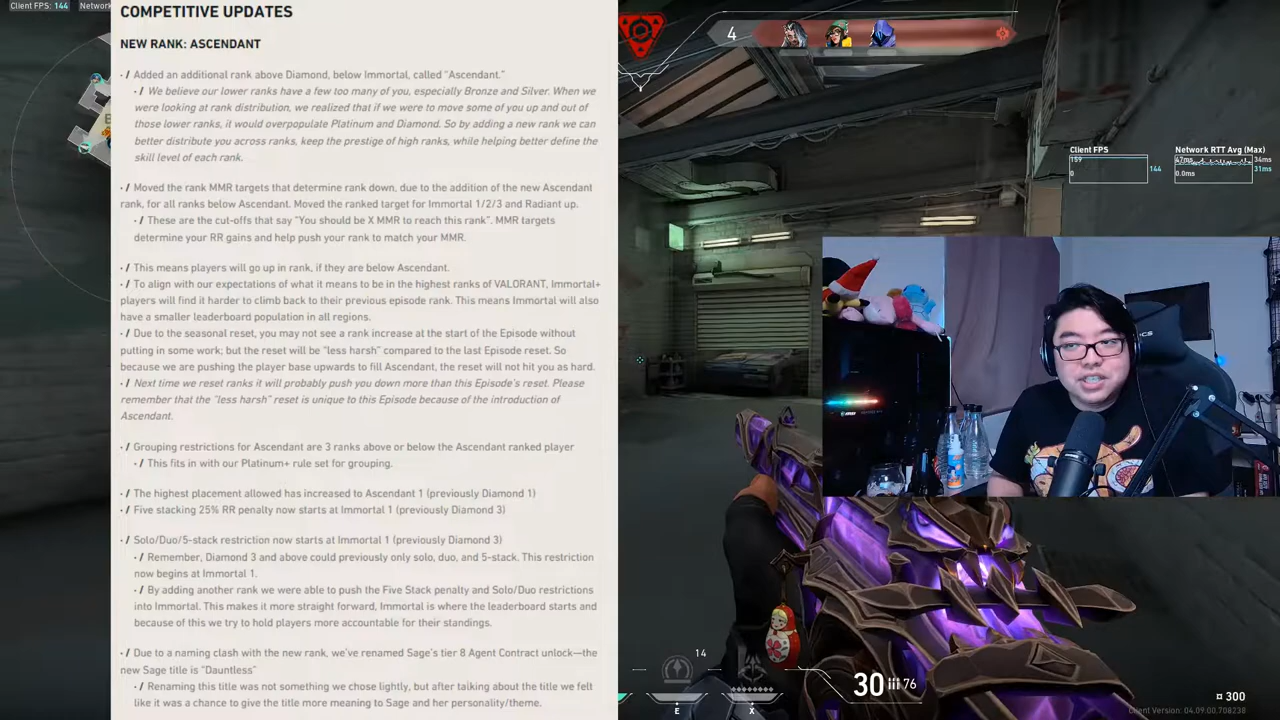 Client FPS: 144
Network
COMPETITIVE UPDATES
NEW RANK: ASCENDANT
· / Added an additional rank above Diamond, below Immortal, called “Ascendant.”
· / We believe our lower ranks have a few too many of you, especially Bronze and Silver. When we
were looking at rank distribution, we realized that if we were to move some of you up and out of
those lower ranks, it would overpopulate Platinum and Diamond. So by adding a new rank we can
better distribute you across ranks, keep the prestige of high ranks, while helping better define the
skill level of each rank.
· / Moved the rank MMR targets that determine rank down, due to the addition of the new Ascendant
rank, for all ranks below Ascendant. Moved the ranked target for Immortal 1/2/3 and Radiant up.
· / These are the cut-offs that say “You should be X MMR to reach this rank”. MMR targets
determine your RR gains and help push your rank to match your MMR.
· / This means players will go up in rank, if they are below Ascendant.
· / To align with our expectations of what it means to be in the highest ranks of VALORANT, Immortal+
players will find it harder to climb back to their previous episode rank. This means Immortal will also
have a smaller leaderboard population in all regions.
· / Due to the seasonal reset, you may not see a rank increase at the start of the Episode without
putting in some work; but the reset will be “less harsh” compared to the last Episode reset. So
because we are pushing the player base upwards to fill Ascendant, the reset will not hit you as hard.
· / Next time we reset ranks it will probably push you down more than this Episode's reset. Please
remember that the “less harsh” reset is unique to this Episode because of the introduction of
Ascendant.
· / Grouping restrictions for Ascendant are 3 ranks above or below the Ascendant ranked player
· / This fits in with our Platinum+ rule set for grouping.
· / The highest placement allowed has increased to Ascendant 1 (previously Diamond 1)
· / Five stacking 25% RR penalty now starts at Immortal 1 (previously Diamond 3)
· / Solo/Duo/5-stack restriction now starts at Immortal 1 (previously Diamond 3)
· / Remember, Diamond 3 and above could previously only solo, duo, and 5-stack. This restriction
now begins at Immortal 1.
· / By adding another rank we were able to push the Five Stack penalty and Solo/Duo restrictions
into Immortal. This makes it more straight forward, Immortal is where the leaderboard starts and
because of this we try to hold players more accountable for their standings.
· / Due to a naming clash with the new rank, we've renamed Sage's tier 8 Agent Contract unlock—the
new Sage title is “Dauntless”
· / Renaming this title was not something we chose lightly, but after talking about the title we felt
like it was a chance to give the title more meaning to Sage and her personality/theme.
4
Client FPS
159
0
144
Network RTT Avg (Max)
47ms
0.0ms
34ms
31ms
14
E
X
30 76
¤ 300
Client Version: 04.09.00.708238